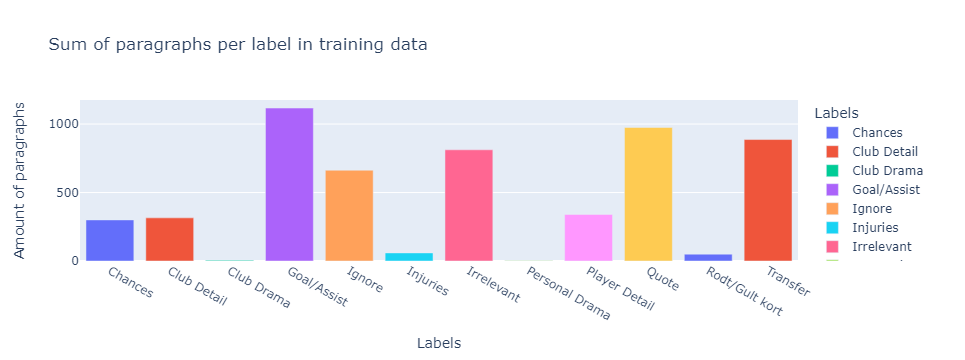 Sum of paragraphs per label in training data
Amount of paragraphs
1000
500
0
Chances
Club Detail
Club Drama
Goal/Assist
Ignore
Injuries
Irrelevant
Personal Drama
Player Detail
Quote
Rodt/Gult kort
Transfer
Labels
Labels
Chances
Club Detail
Club Drama
Goal/Assist
Ignore
Injuries
Irrelevant